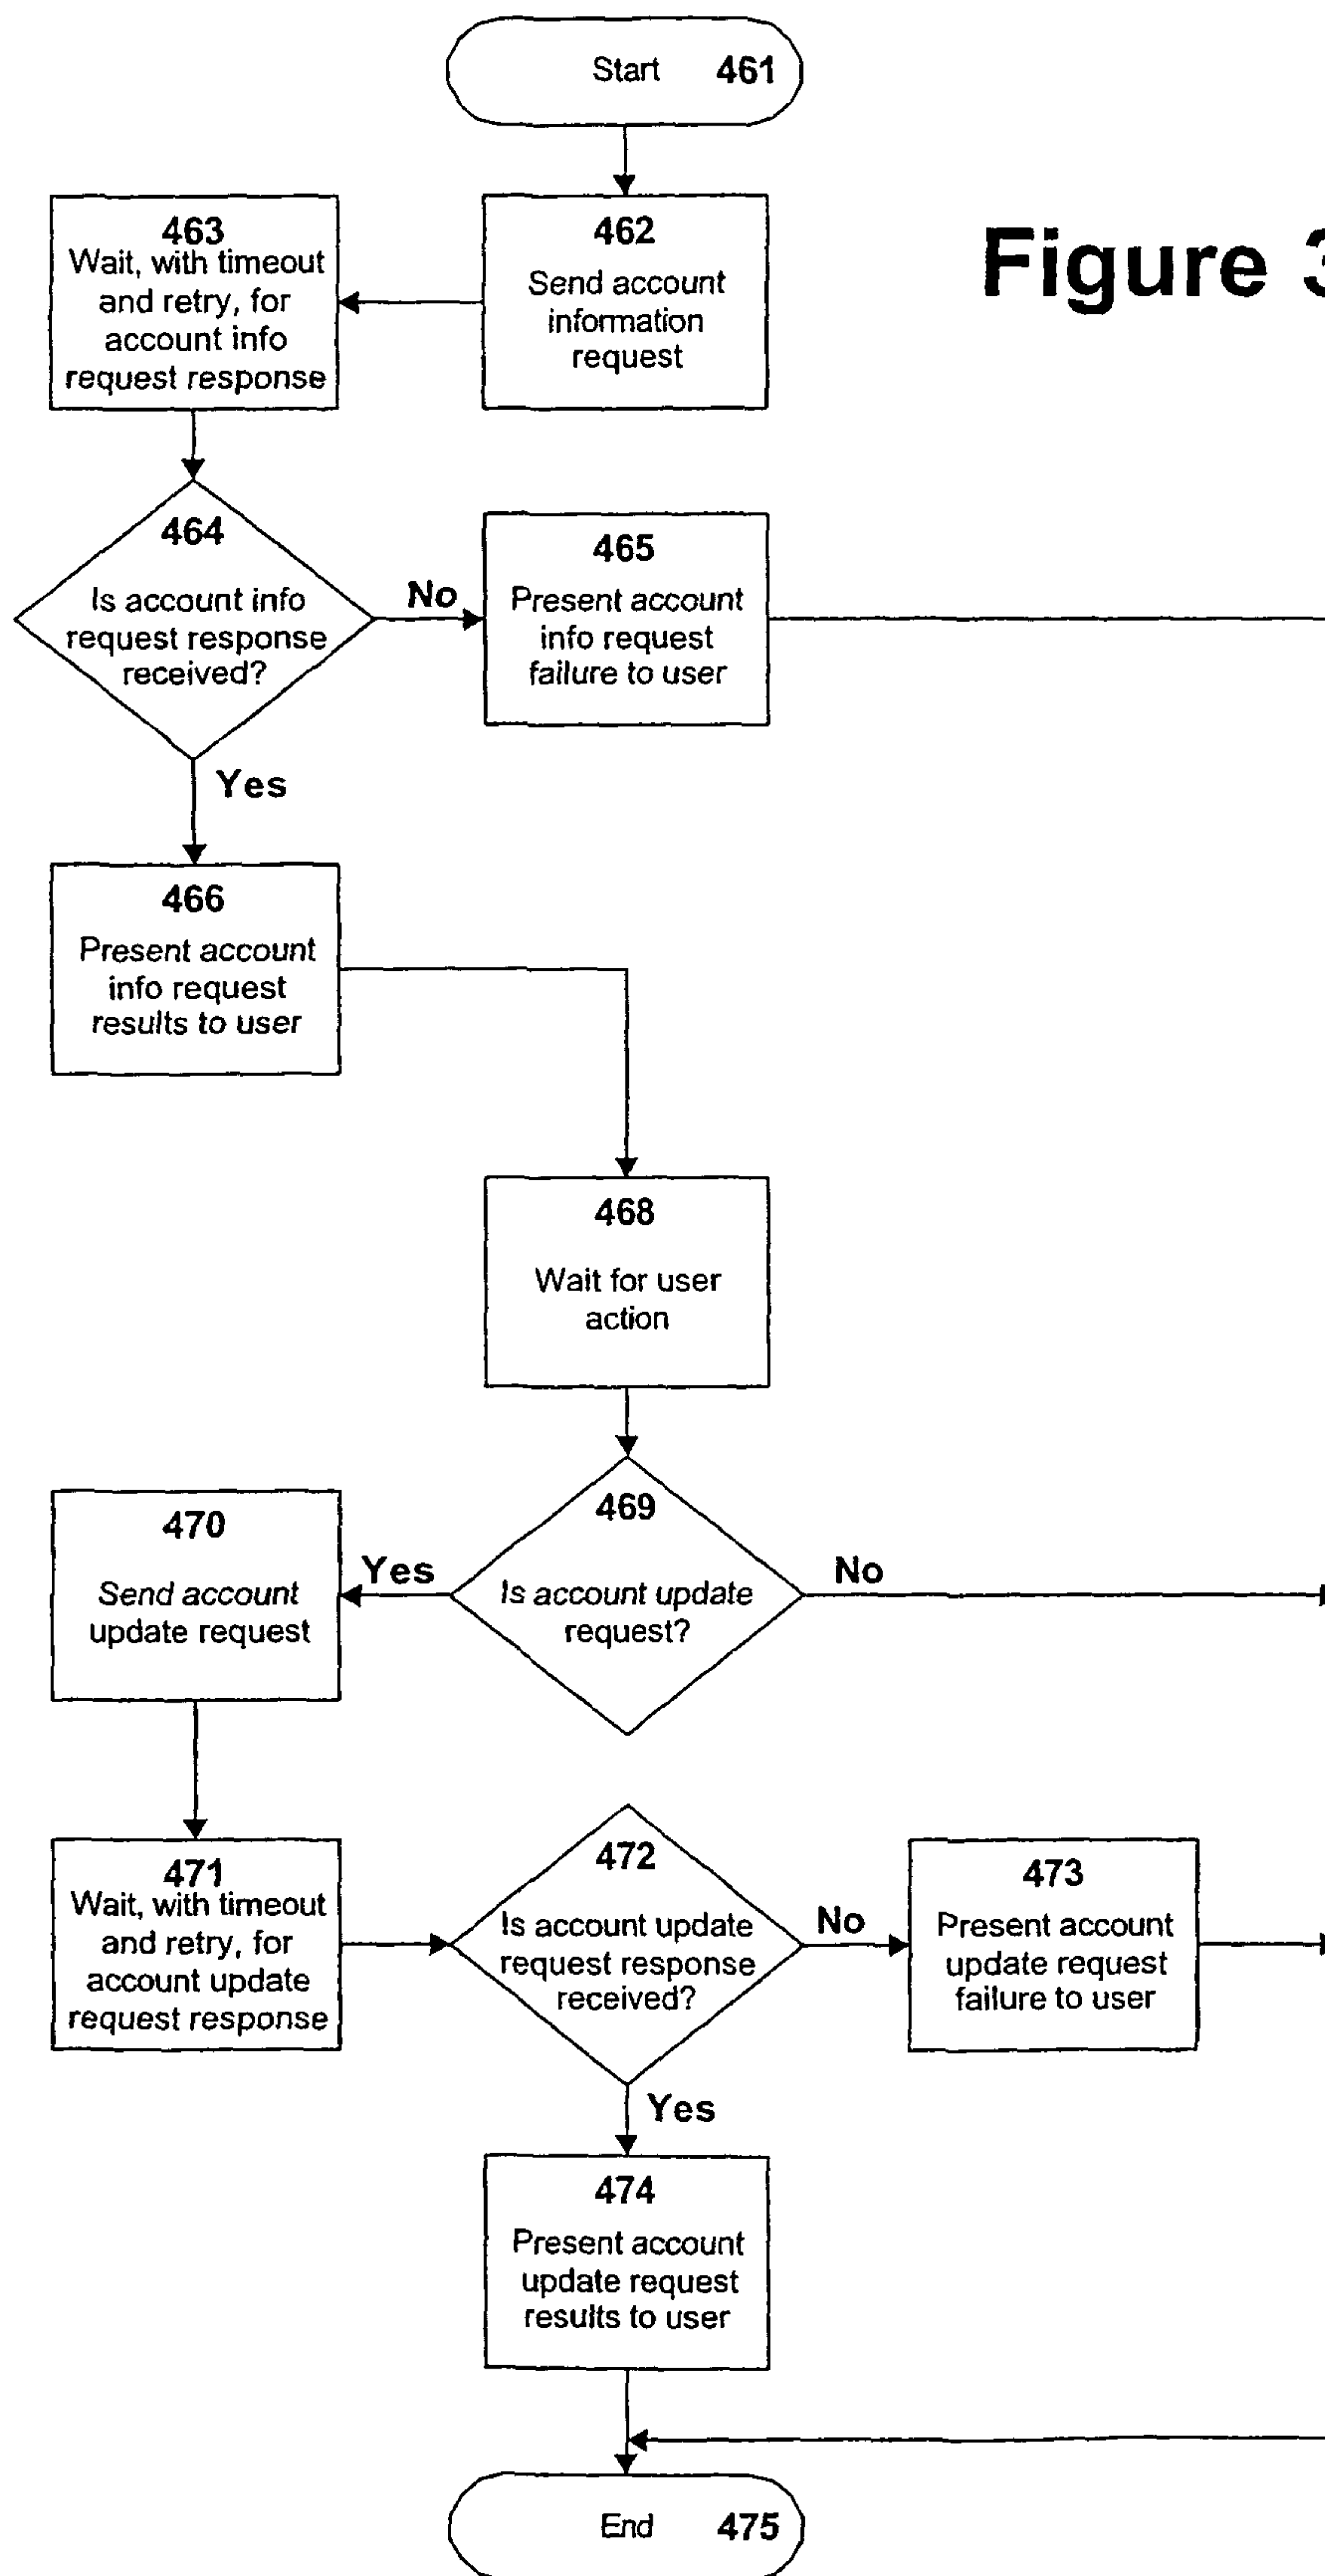 Start 461
Figure 3
463
Wait, with timeout
and retry, for
account info
request response
462
Send account
information
request
464
Is account info
request response
received?
No
465
Present account
info request
failure to user
Yes
466
Present account
info request
results to user
468
Wait for user
action
469
Is account update
request?
Yes
No
470
Send account
update request
471
Wait, with timeout
and retry, for
account update
request response
472
Is account update
request response
received?
No
473
Present account
update request
failure to user
Yes
474
Present account
update request
results to user
End 475